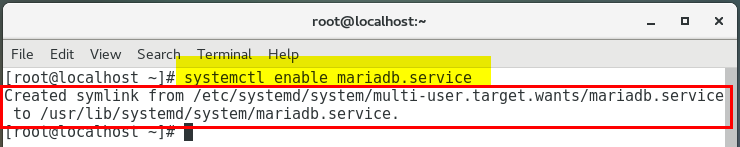 root@localhost:~
File Edit View Search Terminal Help
[root@localhost ~]# systemctl enable mariadb.service
Created symlink from /etc/systemd/system/multi-user.target.wants/mariadb.service
to /usr/lib/systemd/system/mariadb.service.
[root@localhost ~]#